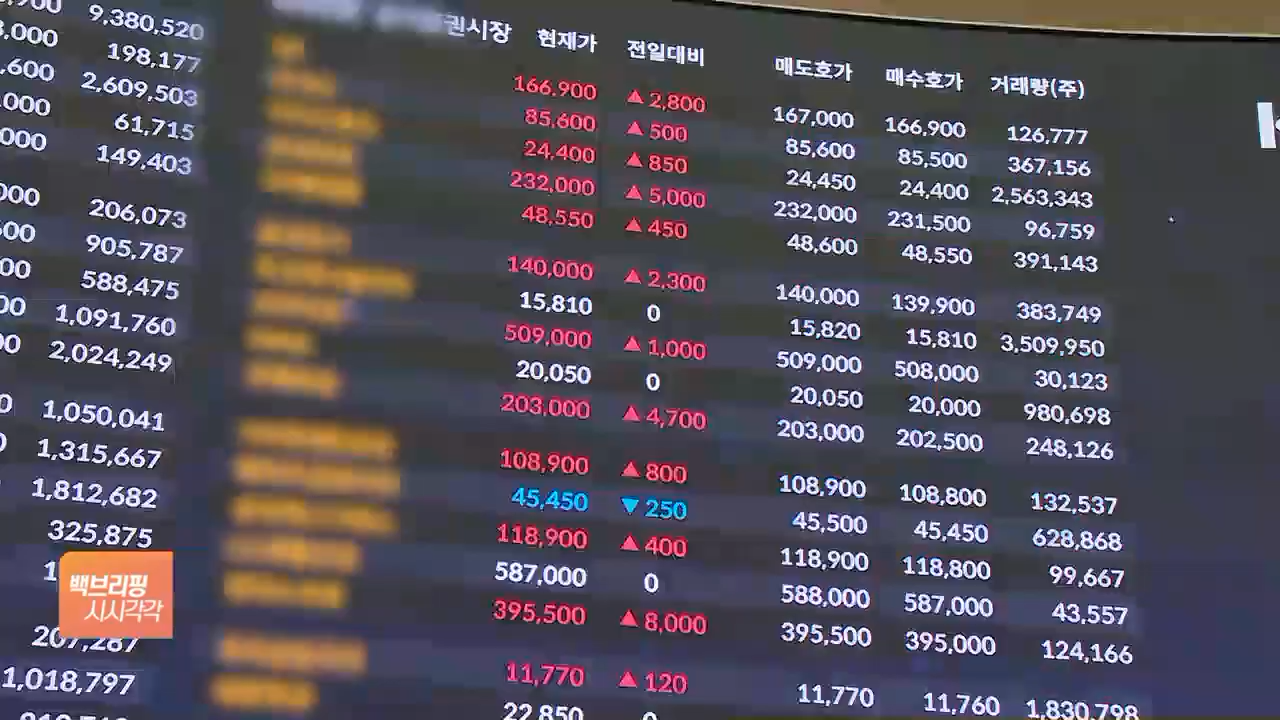 9,380,520
198,177
2,609,503
61,715
149,403
206,073
905,787
588,475
1,091,760
2,024,249
1,050,041
1,315,667
1,812,682
325,875
207,287
1,018,797
권시장 현재가 전일대비 매도호가 매수호가 거래량(주)
166,900 ▲ 2,800 167,000 166,900 126,777
85,600 ▲ 500 85,600 85,500 367,156
24,400 ▲ 850 24,450 24,400 2,563,343
232,000 ▲ 5,000 232,000 231,500 96,759
48,550 ▲ 450 48,600 48,550 391,143
140,000 ▲ 2,300 140,000 139,900 383,749
15,810 0 15,820 15,810 3,509,950
509,000 ▲ 1,000 509,000 508,000 30,123
20,050 0 20,050 20,000 980,698
203,000 ▲ 4,700 203,000 202,500 248,126
108,900 ▲ 800 108,900 108,800 132,537
45,450 ▼ 250 45,500 45,450 628,868
118,900 ▲ 400 118,900 118,800 99,667
587,000 0 588,000 587,000 43,557
395,500 ▲ 8,000 395,500 395,000 124,166
11,770 ▲ 120 11,770 11,760 1,830,798
22,850 0
백브리핑
시시각각